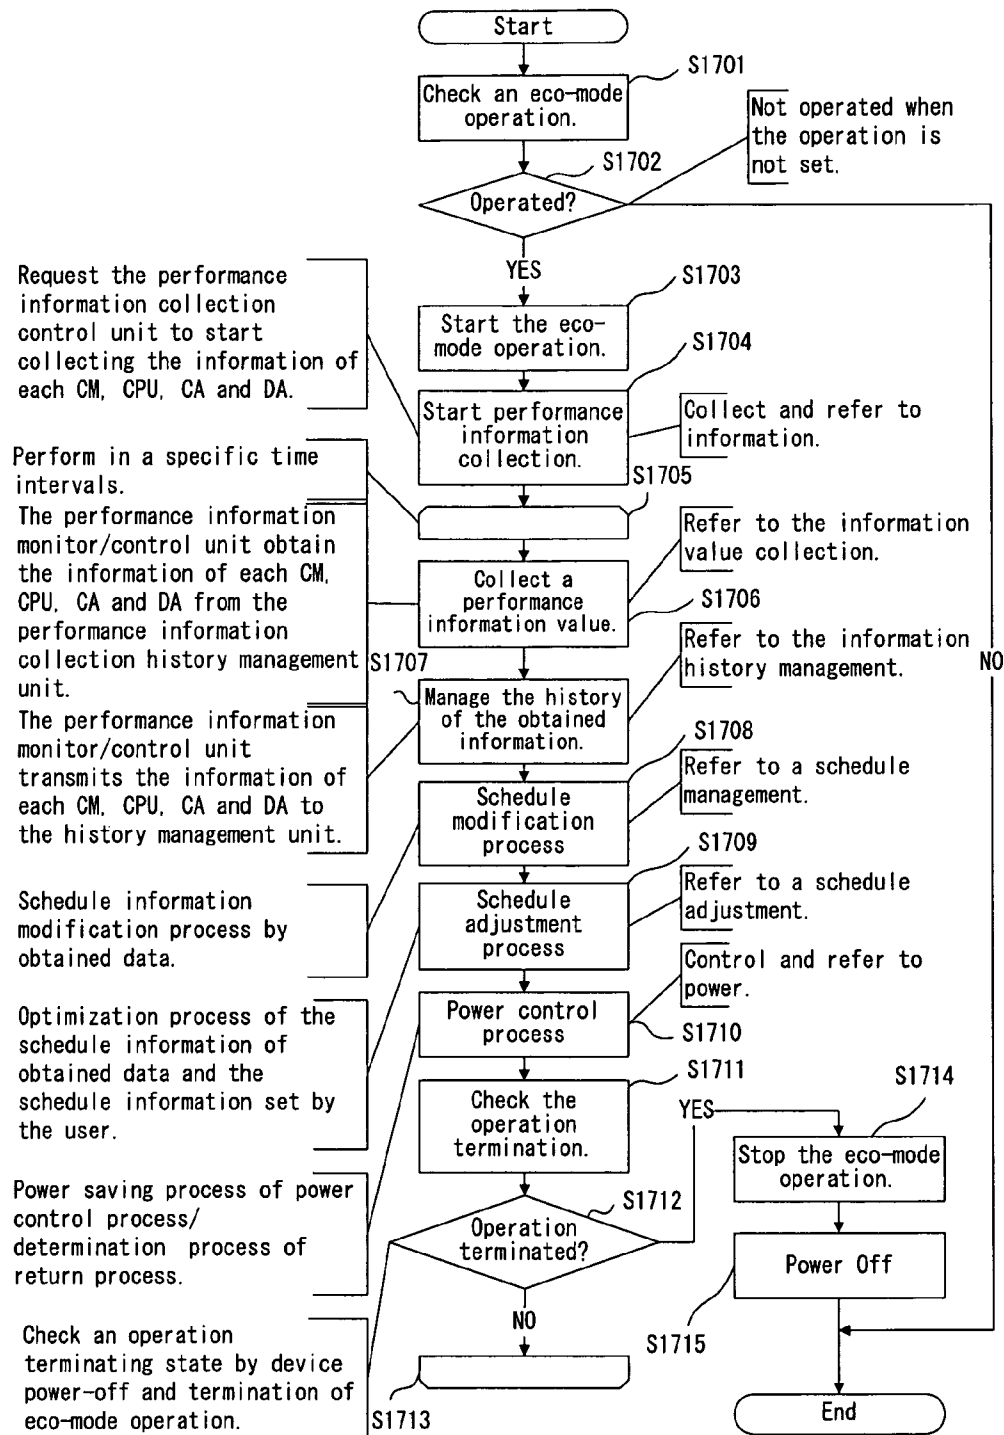 Start
S1701
Check an eco-mode
operation.
Not operated when
the operation is
not set.
S1702
Operated?
YES
Request the performance
information collection
control unit to start
collecting the information of
each CM, CPU, CA and DA.
S1703
Start the eco-
mode operation.
S1704
Start performance
information
collection.
Collect and refer to
information.
Perform in a specific time
intervals.
S1705
The performance information
monitor/control unit obtain
the information of each CM,
CPU, CA and DA from the
performance information
collection history management
unit.
Refer to the information
value collection.
Collect a
performance
information value.
S1706
S1707
Refer to the information
history management.
NO
Manage the history
of the obtained
information.
The performance information
monitor/control unit
transmits the information of
each CM, CPU, CA and DA to
the history management unit.
S1708
Refer to a schedule
management.
Schedule
modification
process
S1709
Schedule information
modification process by
obtained data.
Schedule
adjustment
process
Refer to a schedule
adjustment.
Control and refer to
power.
Optimization process of the
schedule information of
obtained data and the
schedule information set by
the user.
Power control
process
S1710
S1711
Check the
operation
termination.
YES
S1714
Stop the eco-mode
operation.
Power saving process of power
control process/
determination process of
return process.
S1712
Operation
terminated?
Power Off
NO
S1715
Check an operation
terminating state by device
power-off and termination of
eco-mode operation.
S1713
End